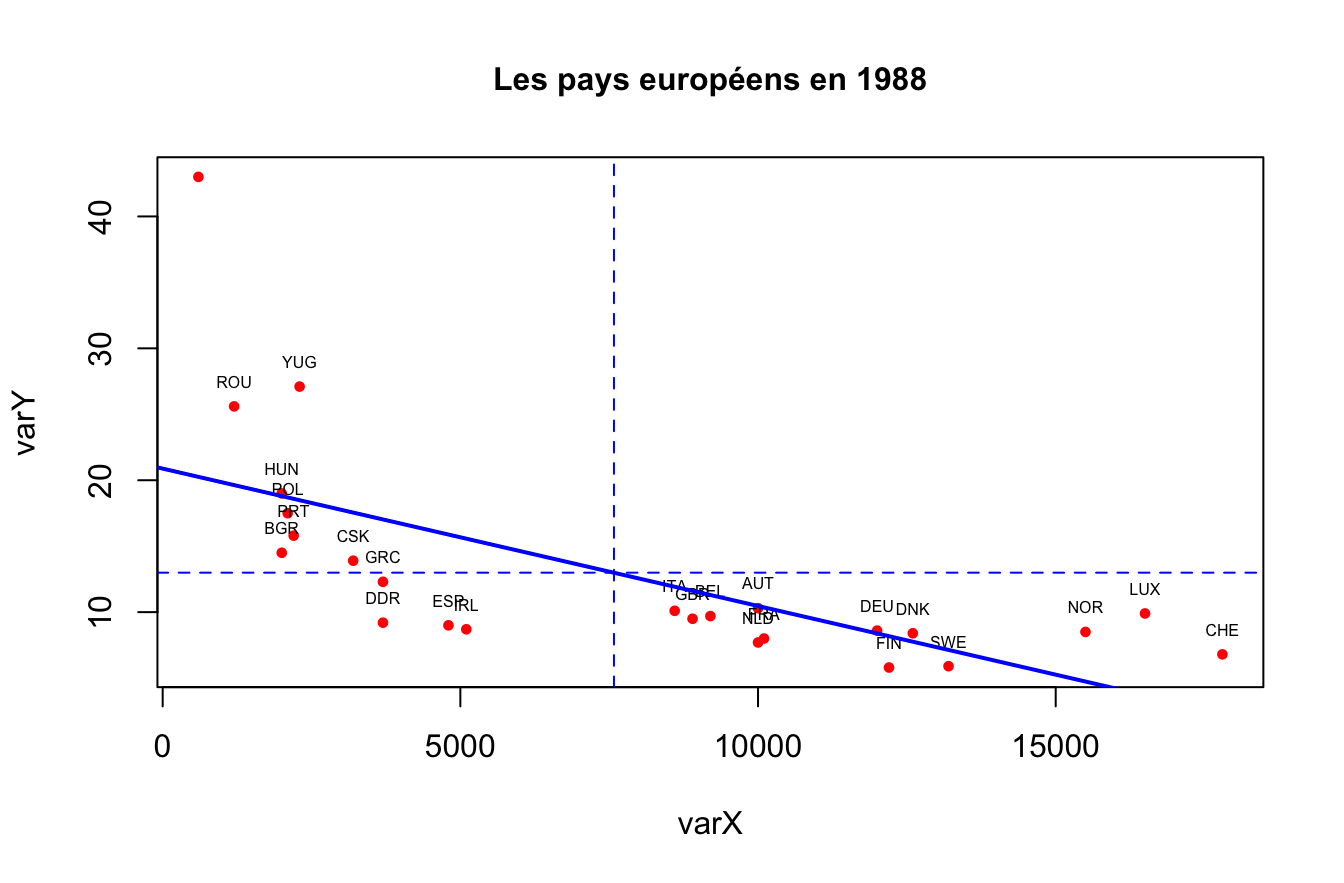 Les pays européens en 1988
varY
40
30
20
10
YUG
ROU
HUN
POL
PRT
BGR
CSK
GRC
DDR
ESP
IRL
ITA
GBR
BEL
AUT
FRA
NLD
DEU
DNK
FIN
SWE
NOR
LUX
CHE
0 5000 10000 15000
varX